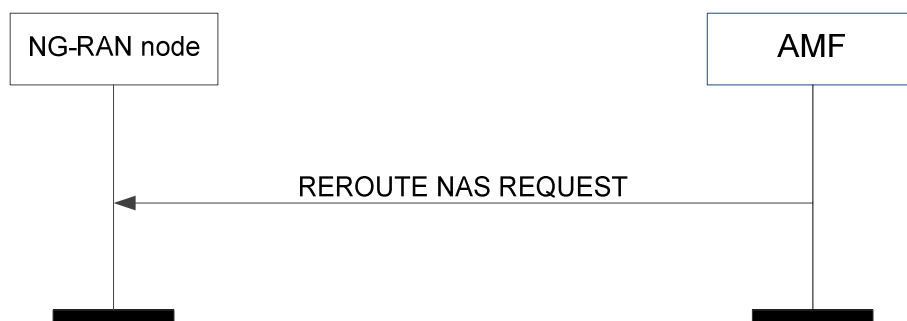 NG-RAN node
AMF
REROUTE NAS REQUEST